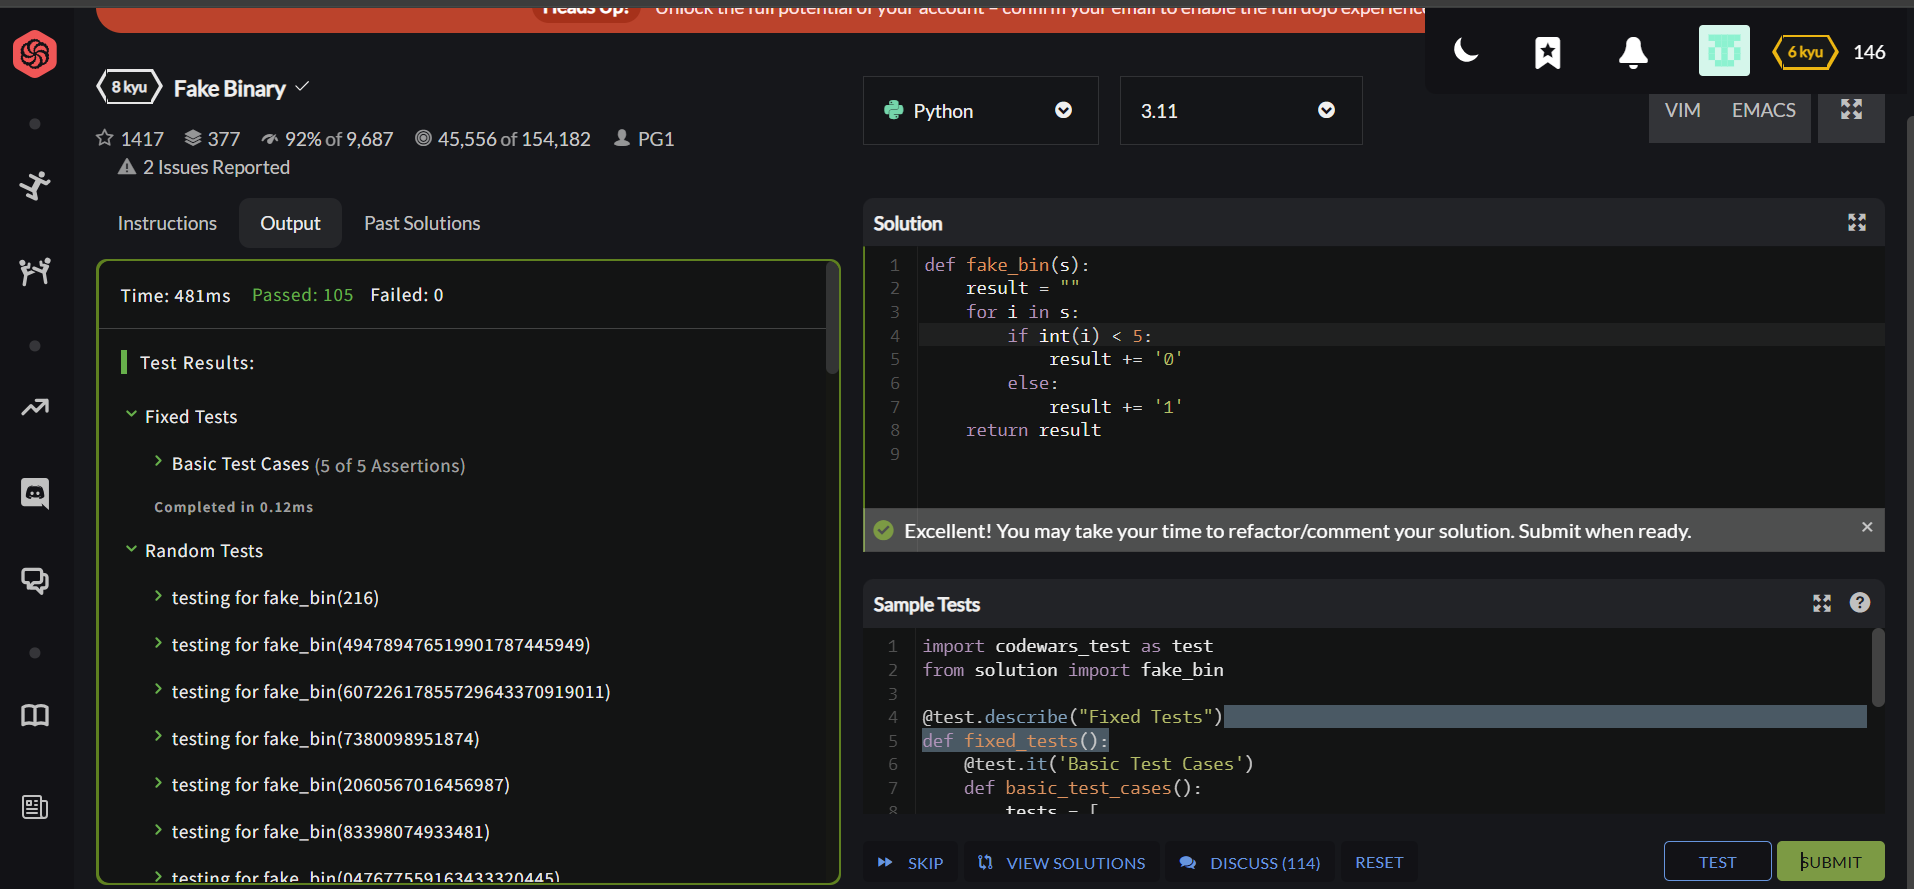 Heads Up! Unlock the full potential of your account – confirm your email to enable the full dojo experience
6 kyu 146
8 kyu Fake Binary
1417 377 92% of 9,687 45,556 of 154,182 PG1
2 Issues Reported
Python
3.11
VIM EMACS
Instructions Output Past Solutions
Time: 481ms Passed: 105 Failed: 0
Test Results:
Fixed Tests
Basic Test Cases (5 of 5 Assertions)
Completed in 0.12ms
Random Tests
testing for fake_bin(216)
testing for fake_bin(494789476519901787445949)
testing for fake_bin(60722617855729643370919011)
testing for fake_bin(7380098951874)
testing for fake_bin(2060567016456987)
testing for fake_bin(83398074933481)
testing for fake_bin(047677559163433320445)
Solution
1 def fake_bin(s):
2     result = ""
3     for i in s:
4         if int(i) < 5:
5             result += '0'
6         else:
7             result += '1'
8     return result
9
Excellent! You may take your time to refactor/comment your solution. Submit when ready.
Sample Tests
1 import codewars_test as test
2 from solution import fake_bin
3
4 @test.describe("Fixed Tests")
5 def fixed_tests():
6     @test.it('Basic Test Cases')
7     def basic_test_cases():
8         tests = [
SKIP VIEW SOLUTIONS DISCUSS (114) RESET TEST SUBMIT